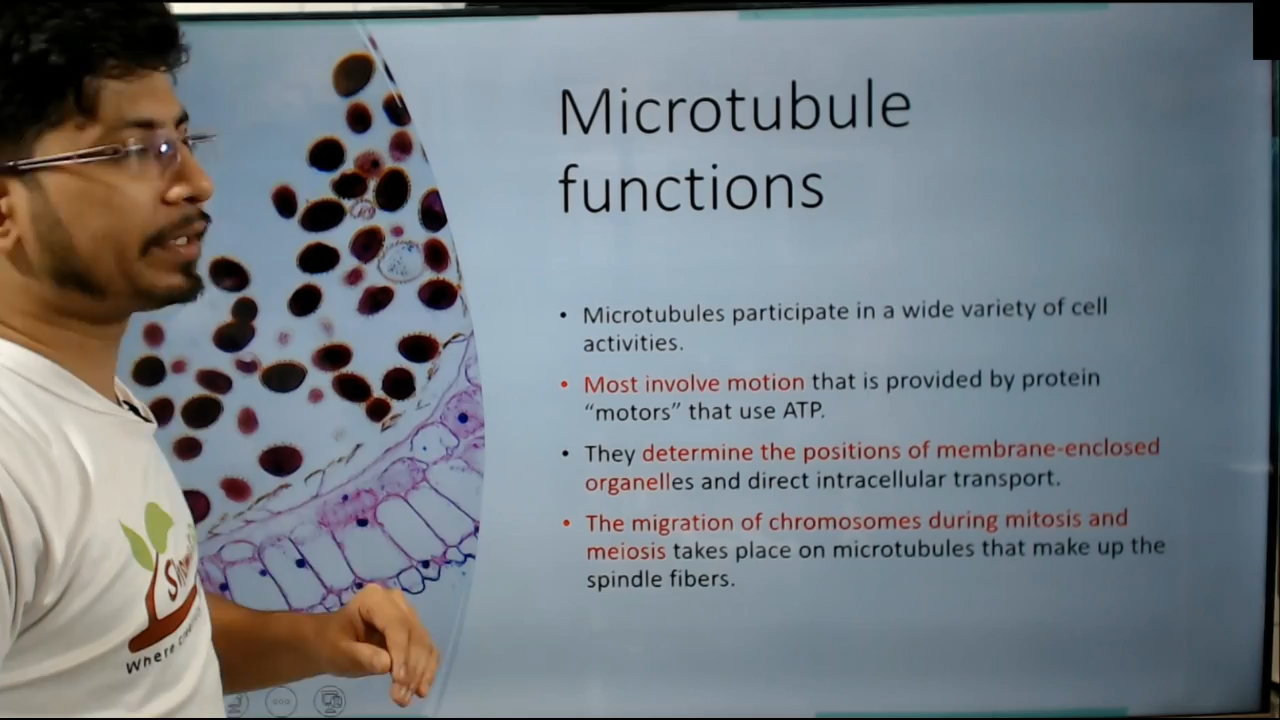 Microtubule
functions
• Microtubules participate in a wide variety of cell
activities.
• Most involve motion that is provided by protein
“motors” that use ATP.
• They determine the positions of membrane-enclosed
organelles and direct intracellular transport.
• The migration of chromosomes during mitosis and
meiosis takes place on microtubules that make up the
spindle fibers.
Where